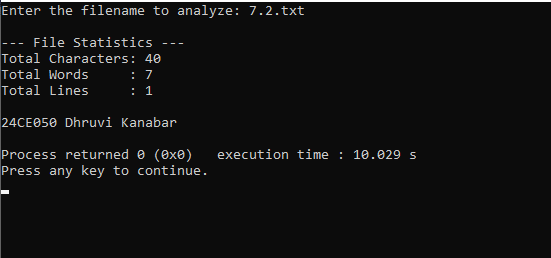 Enter the filename to analyze: 7.2.txt
--- File Statistics ---
Total Characters: 40
Total Words     : 7
Total Lines     : 1
24CE050 Dhruvi Kanabar
Process returned 0 (0x0)   execution time : 10.029 s
Press any key to continue.